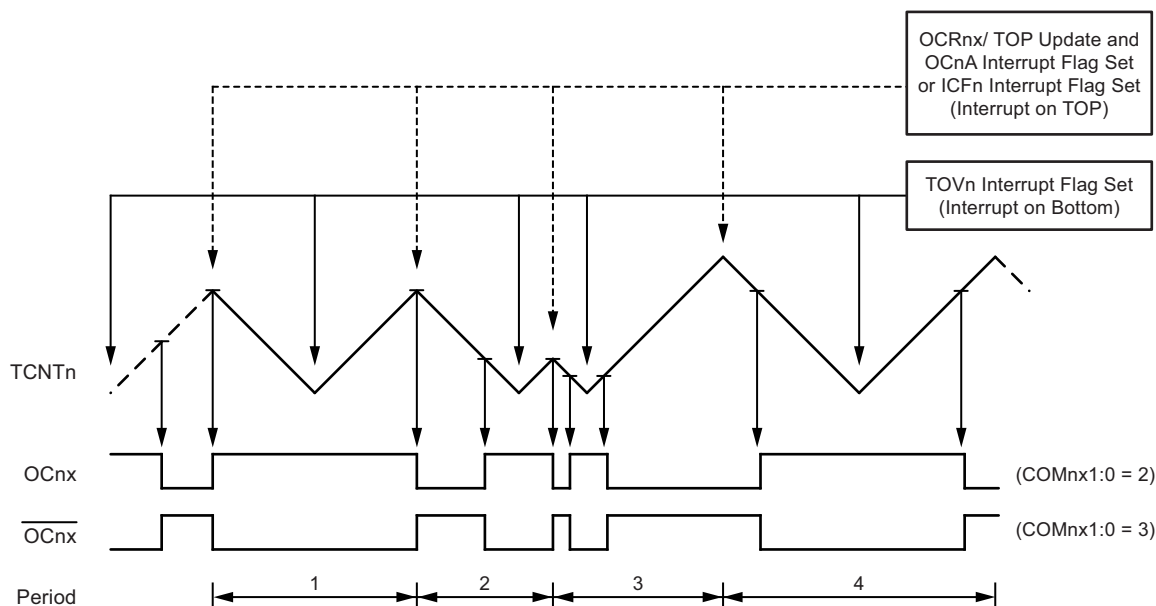 OCRnx/ TOP Update and
OCnA Interrupt Flag Set
or ICFn Interrupt Flag Set
(Interrupt on TOP)
TOVn Interrupt Flag Set
(Interrupt on Bottom)
TCNTn
OCnx
(COMnx1:0 = 2)
OCnx
(COMnx1:0 = 3)
Period
1
2
3
4